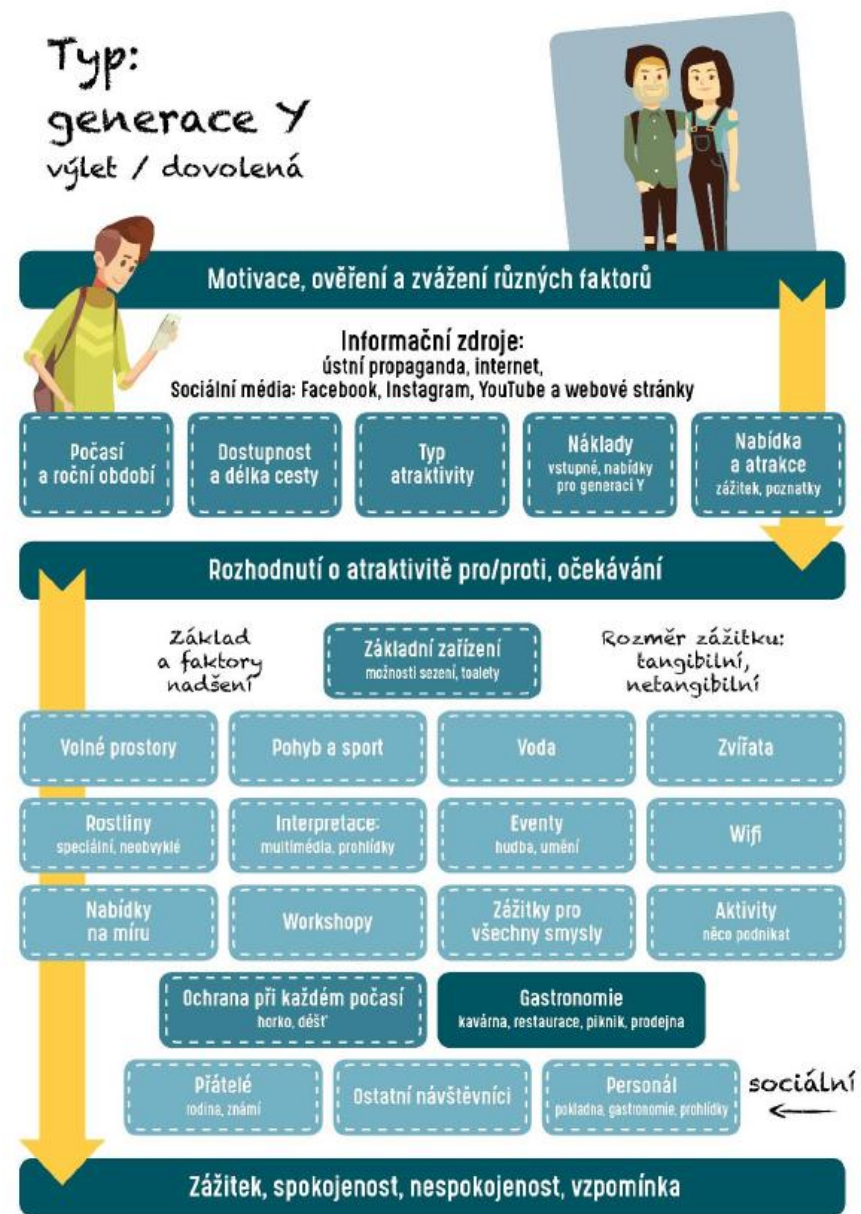 Typ:
generace Y
výlet / dovolená
Motivace, ověření a zvážení různých faktorů
Informační zdroje:
ústní propaganda, internet,
Sociální média: Facebook, Instagram, YouTube a webové stránky
Počasí
a roční období
Dostupnost
a délka cesty
Typ
atraktivity
Náklady
vstupné, nabídky
pro generaci Y
Nabídka
a atrakce
zážitek, poznatky
Rozhodnutí o atraktivitě pro/proti, očekávání
Základ
a faktory
nadšení
Základní zařízení
možnosti sezení, toalety
Rozměr zážitku:
tangibilní,
netangibilní
Volné prostory
Pohyb a sport
Voda
Zvířata
Rostliny
speciální, neobvyklé
Interpretace:
multimédia, prohlídky
Eventy
hudba, umění
Wifi
Nabídky
na míru
Workshopy
Zážitky pro
všechny smysly
Aktivity
něco podnikat
Ochrana při každém počasí
horko, déšť
Gastronomie
kavárna, restaurace, piknik, prodejna
Přátelé
rodina, známí
Ostatní návštěvníci
Personál
pokladna, gastronomie, prohlídky
sociální
Zážitek, spokojenost, nespokojenost, vzpomínka